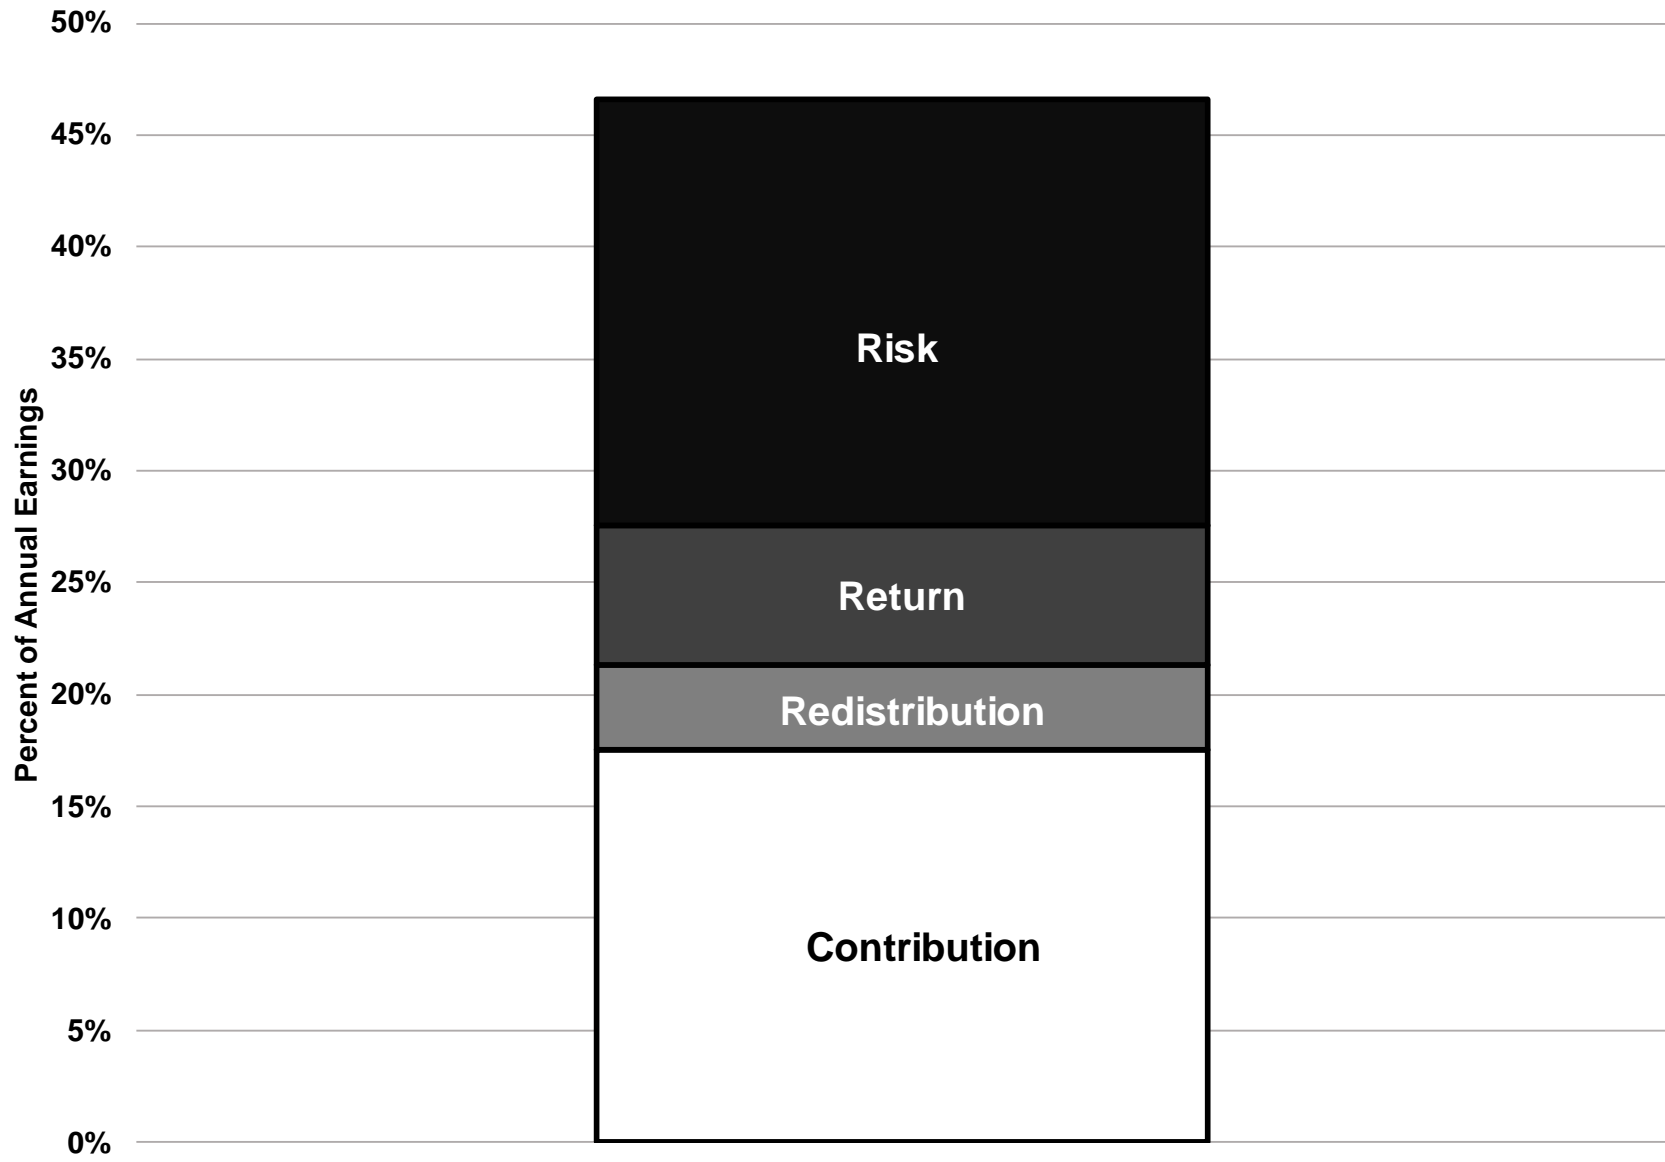 50%
45%
40%
35%
30%
25%
20%
15%
10%
5%
0%
Percent of Annual Earnings
Risk
Return
Redistribution
Contribution